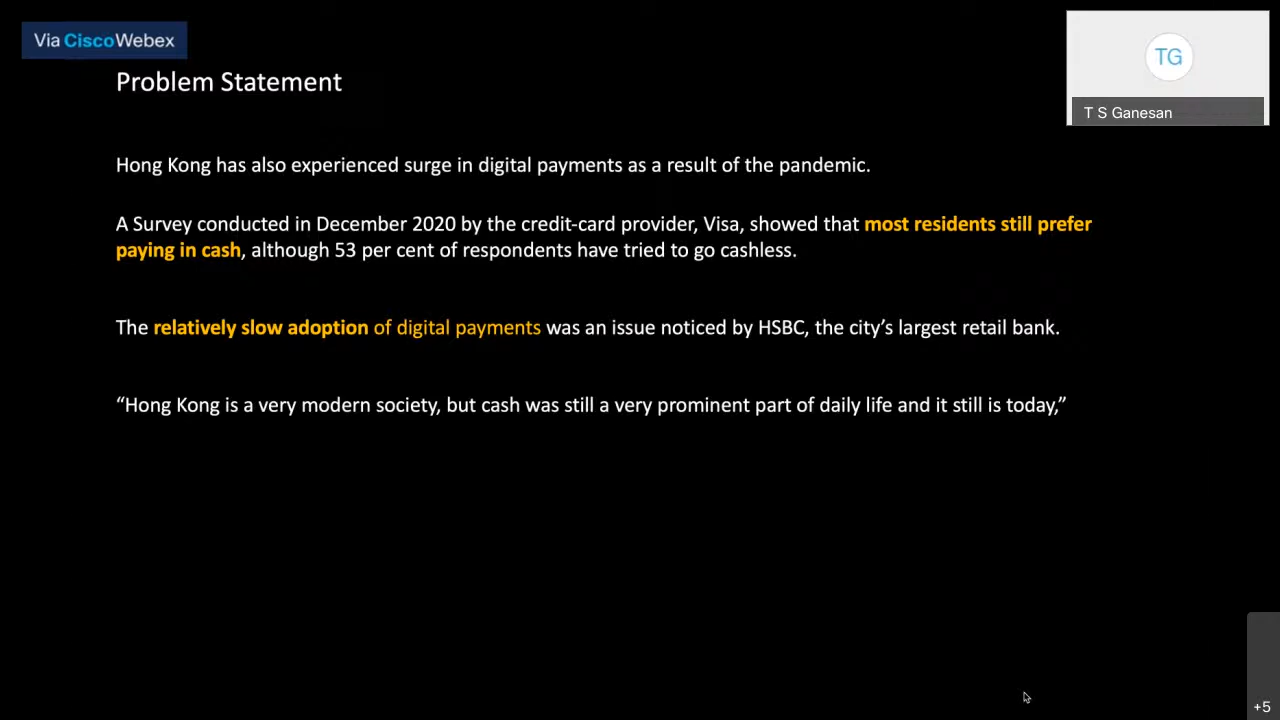 Via CiscoWebex
TG
T S Ganesan
Problem Statement
Hong Kong has also experienced surge in digital payments as a result of the pandemic.
A Survey conducted in December 2020 by the credit-card provider, Visa, showed that most residents still prefer
paying in cash, although 53 per cent of respondents have tried to go cashless.
The relatively slow adoption of digital payments was an issue noticed by HSBC, the city’s largest retail bank.
“Hong Kong is a very modern society, but cash was still a very prominent part of daily life and it still is today,”
+5